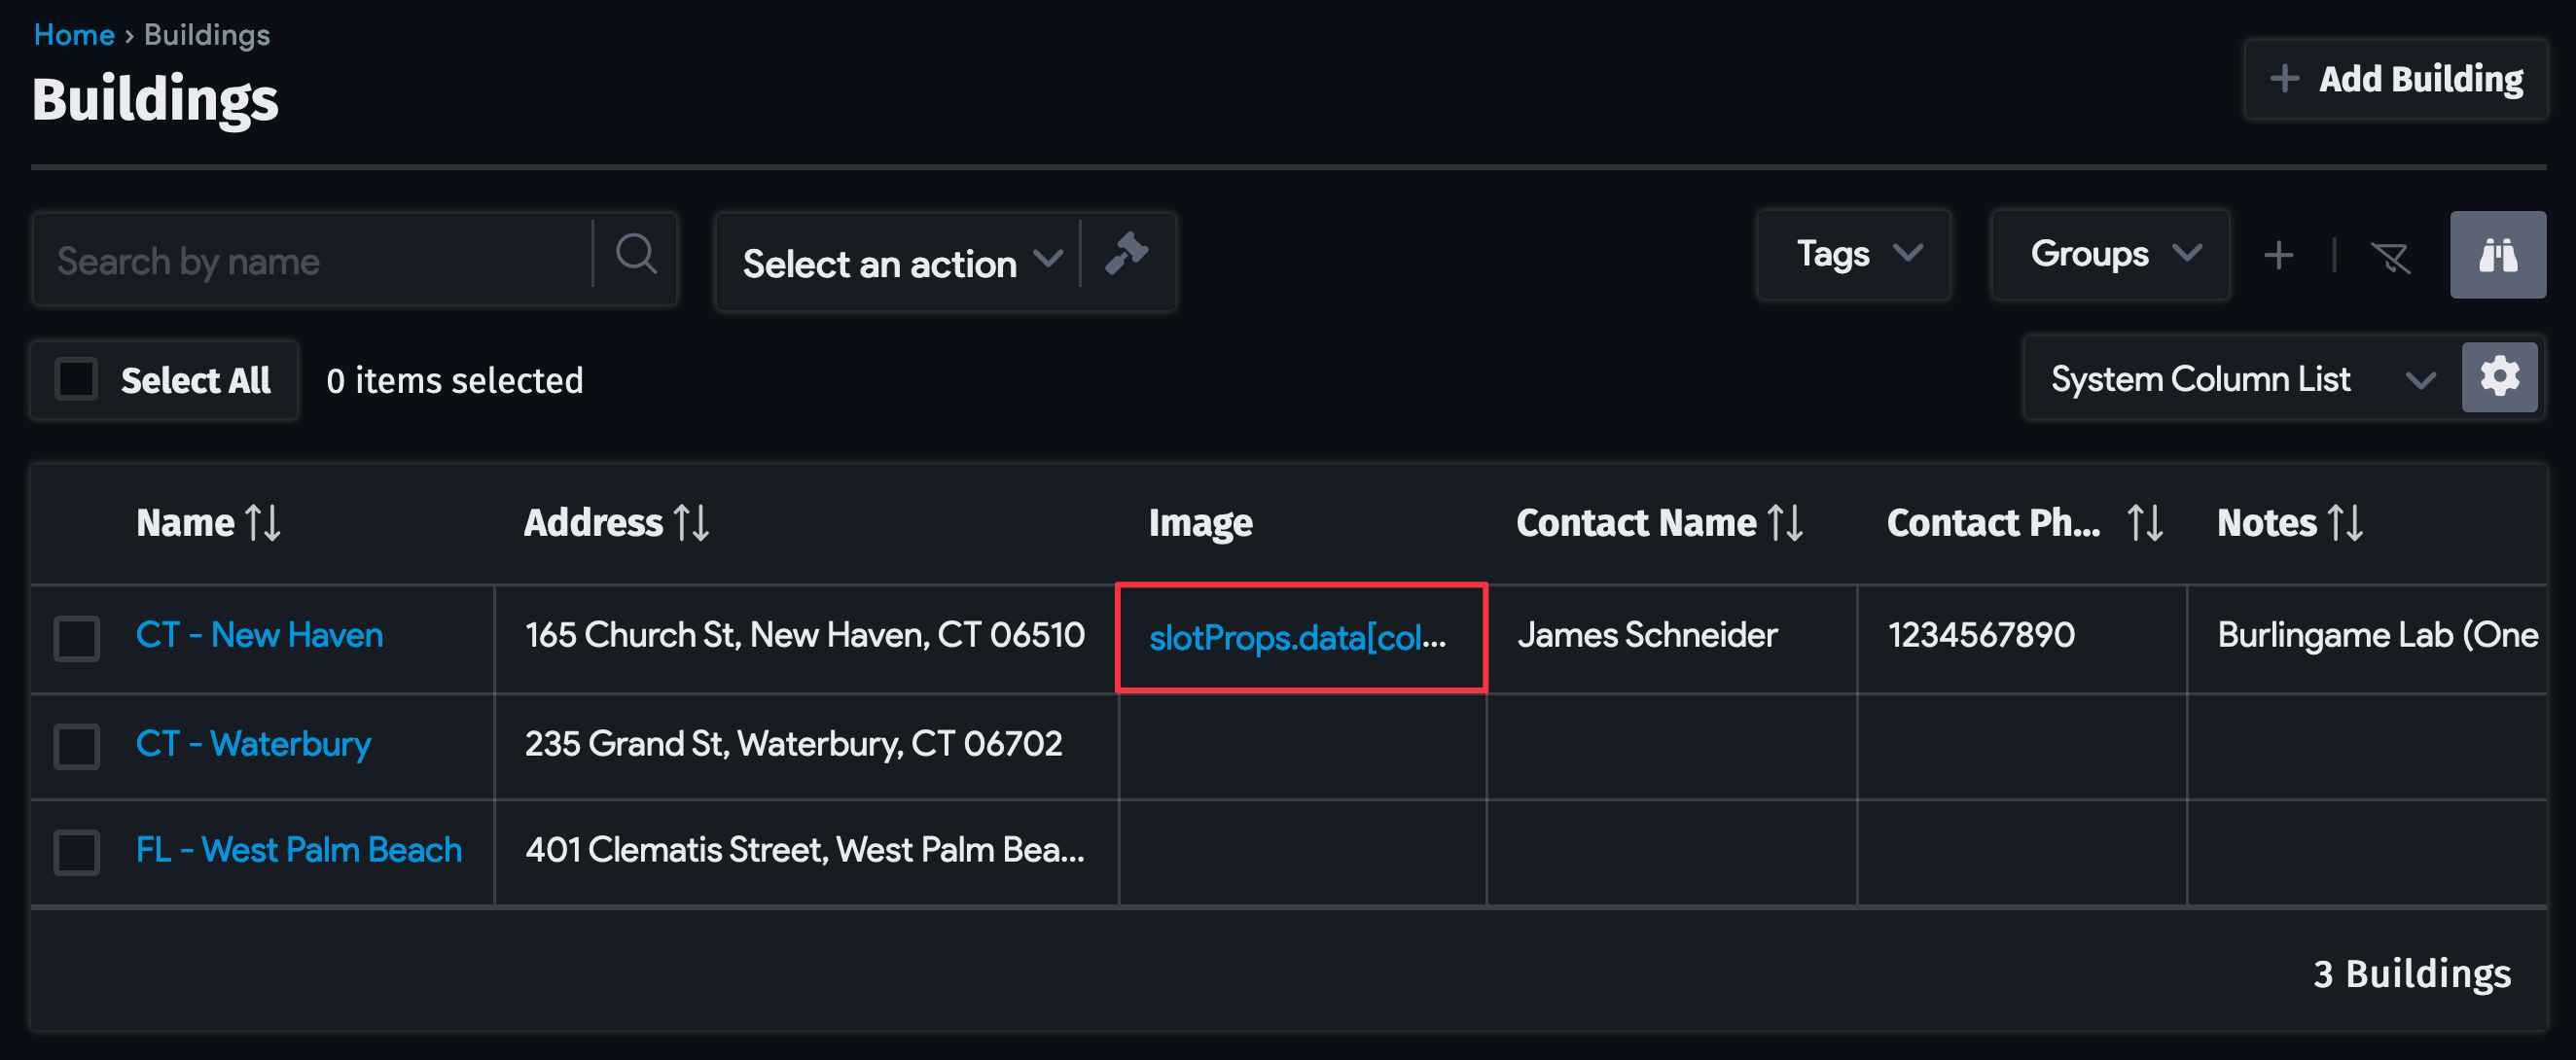 Home › Buildings
Buildings
+ Add Building
Search by name
Select an action
Tags
Groups
Select All
0 items selected
System Column List
Name Address Image Contact Name Contact Ph... Notes
CT - New Haven 165 Church St, New Haven, CT 06510 slotProps.data[col... James Schneider 1234567890 Burlingame Lab (One
CT - Waterbury 235 Grand St, Waterbury, CT 06702
FL - West Palm Beach 401 Clematis Street, West Palm Bea...
3 Buildings